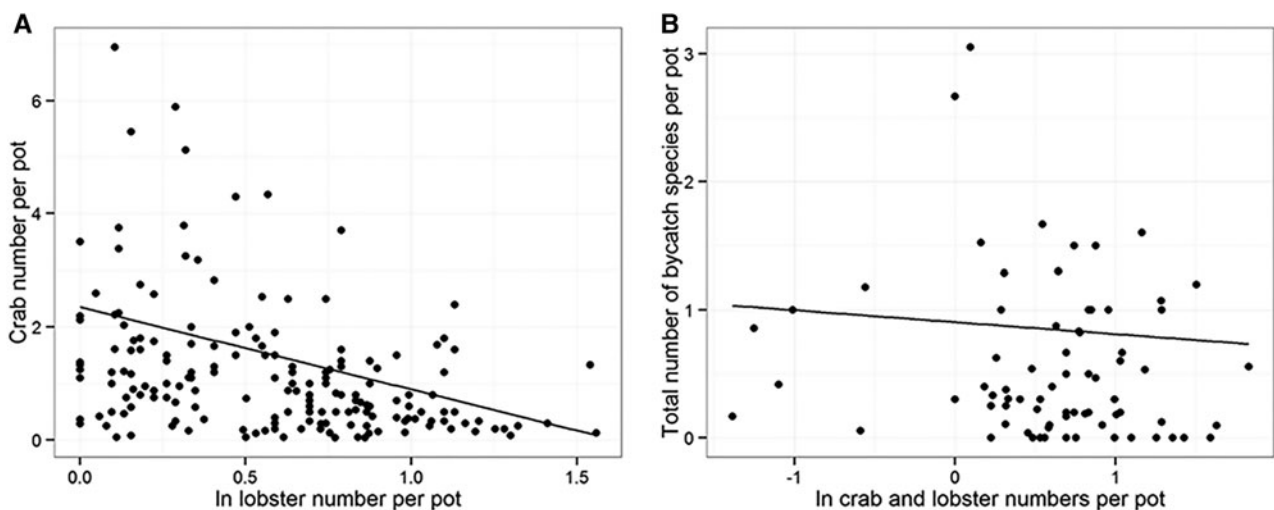 A
B
Crab number per pot
6
4
2
0
0.0 0.5 1.0 1.5
ln lobster number per pot
Total number of bycatch species per pot
3
2
1
0
-1 0 1
ln crab and lobster numbers per pot